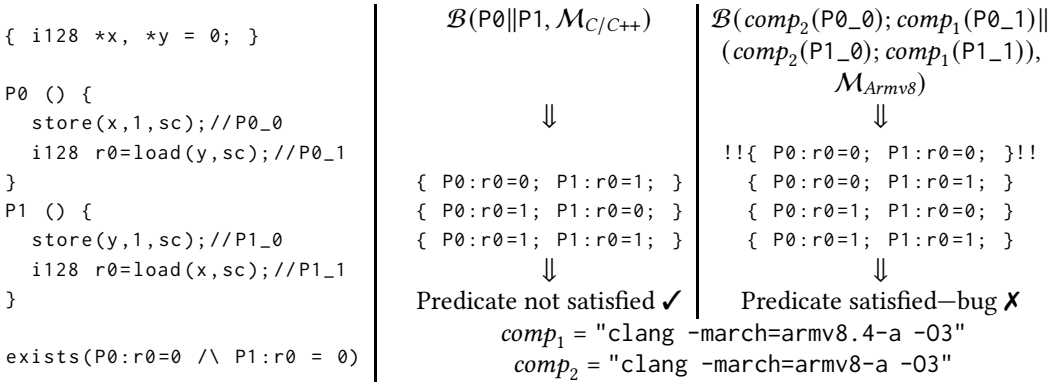 { i128 *x, *y = 0; }
P0 () {
store(x,1,sc);//P0_0
i128 r0=load(y,sc);//P0_1
}
P1 () {
store(y,1,sc);//P1_0
i128 r0=load(x,sc);//P1_1
}
exists(P0:r0=0 /\ P1:r0 = 0)
ℬ(P0||P1, ℳ_C/C++)
⇓
{ P0:r0=0; P1:r0=1; }
{ P0:r0=1; P1:r0=0; }
{ P0:r0=1; P1:r0=1; }
⇓
Predicate not satisfied ✓
ℬ(comp₂(P0_0); comp₁(P0_1)||
(comp₂(P1_0); comp₁(P1_1)),
ℳ_Armv8)
⇓
!!{ P0:r0=0; P1:r0=0; }!!
{ P0:r0=0; P1:r0=1; }
{ P0:r0=1; P1:r0=0; }
{ P0:r0=1; P1:r0=1; }
⇓
Predicate satisfied—bug ✗
comp₁ = "clang -march=armv8.4-a -O3"
comp₂ = "clang -march=armv8-a -O3"